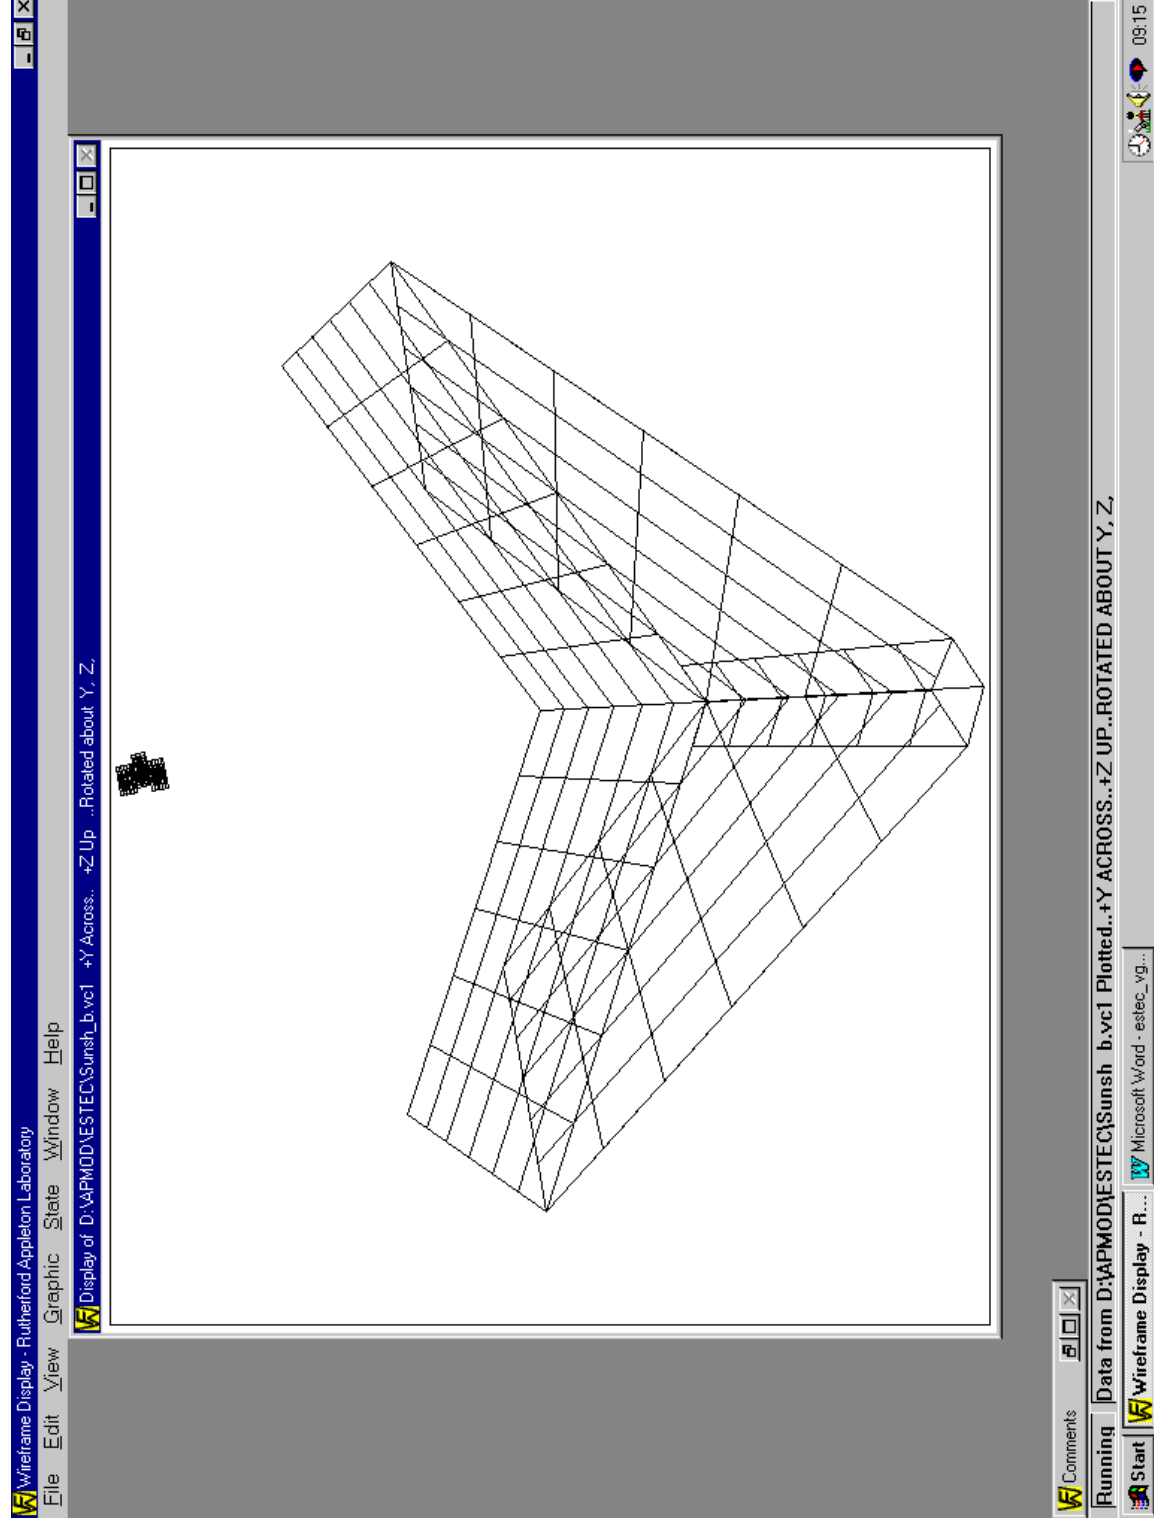 Wireframe Display - Rutherford Appleton Laboratory
File Edit View Graphic State Window Help
Display of D:\APMOD\ESTEC\Sunsh_b.vc1 +Y Across.. +Z Up ..Rotated about Y, Z,
Comments
Running Data from D:\APMOD\ESTEC\Sunsh b.vc1 Plotted..+Y ACROSS..+Z UP..ROTATED ABOUT Y, Z,
Start Wireframe Display - R... Microsoft Word - estec_vg... 09:15